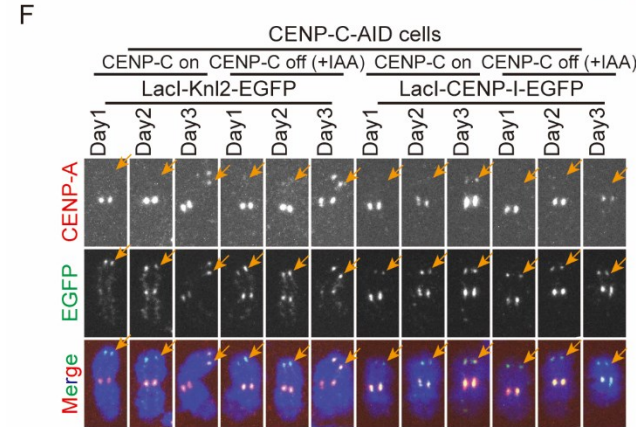 F
CENP-C-AID cells
CENP-C on CENP-C off (+IAA) CENP-C on CENP-C off (+IAA)
LacI-Knl2-EGFP LacI-CENP-I-EGFP
Day1 Day2 Day3 Day1 Day2 Day3 Day1 Day2 Day3 Day1 Day2 Day3
CENP-A
EGFP
Merge